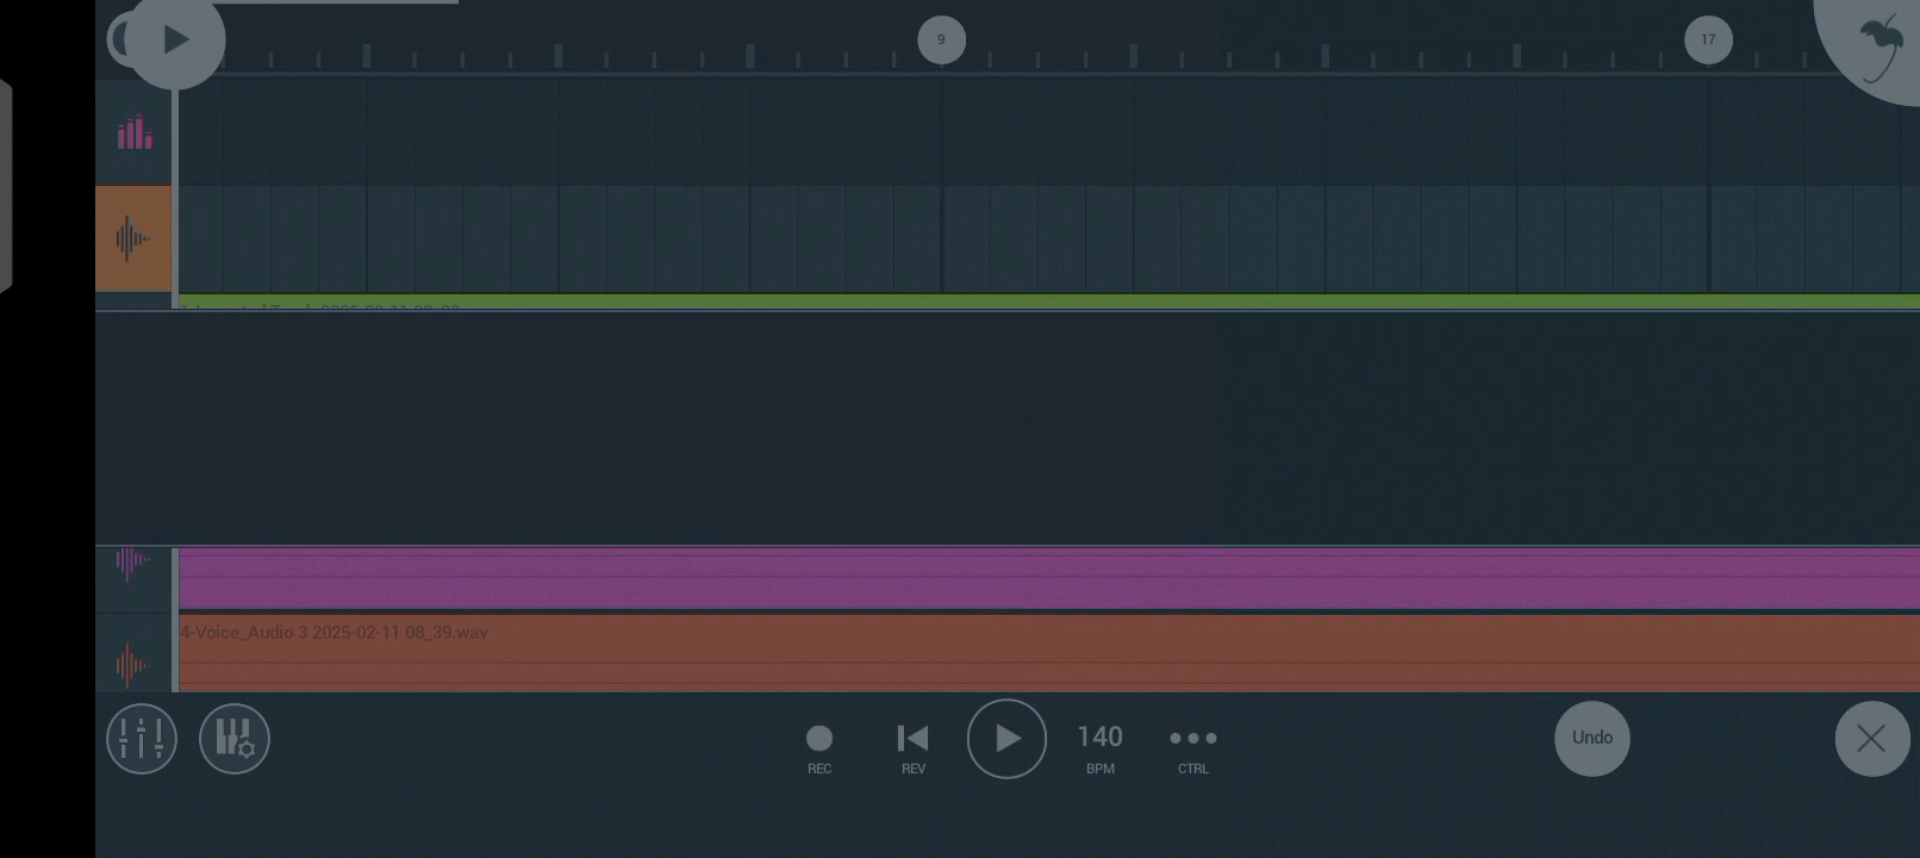 9
17
4-Voice_Audio 3 2025-02-11 08_39.wav
140
REC
REV
BPM
CTRL
Undo